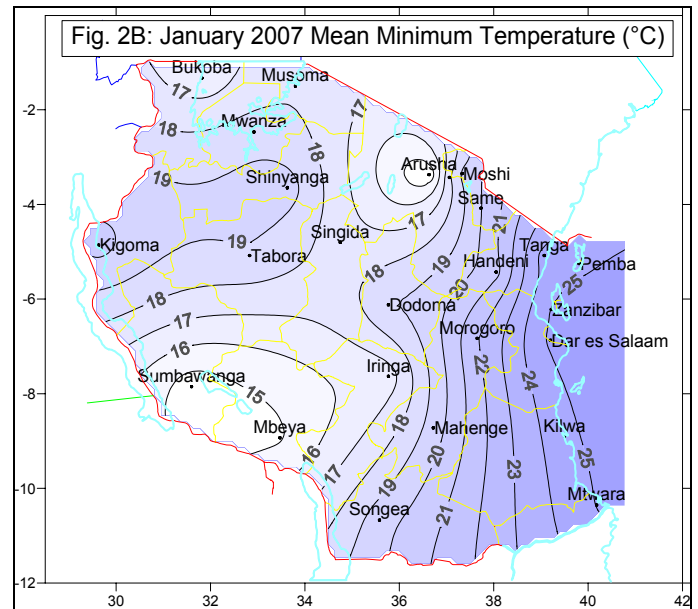 Fig. 2B: January 2007 Mean Minimum Temperature (°C)
Bukoba
Musoma
17
17
-2
18
Mwanza
18
Arusha
Moshi
19
Shinyanga
Same
-4
17
21
Singida
Kigoma
19
Tabora
19
Tanga
Handeni
Pemba
18
20
25
-6
18
Dodoma
Zanzibar
17
Morogoro
Dar es Salaam
16
22
24
Iringa
Sumbawanga
15
-8
18
Mbeya
Mahenge
Kilwa
16
20
17
23
25
-10
19
Mtwara
Songea
21
-12
30
32
34
36
38
40
42